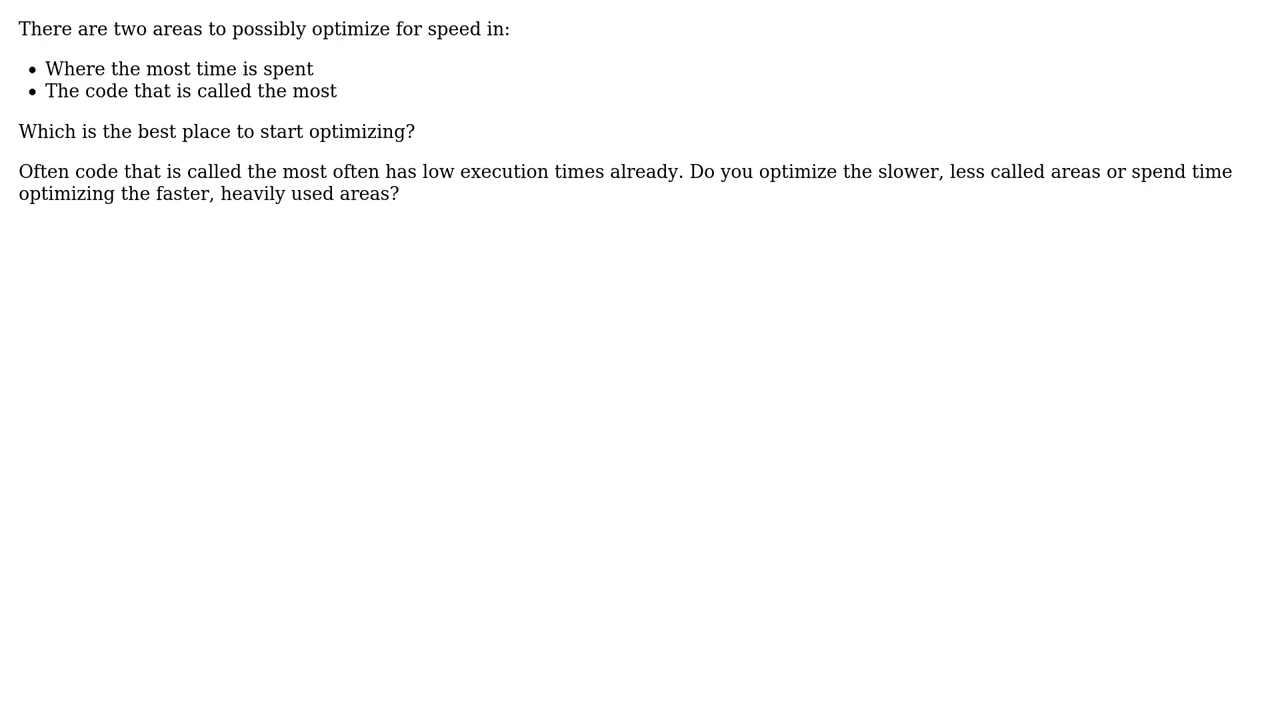 There are two areas to possibly optimize for speed in:
• Where the most time is spent
• The code that is called the most
Which is the best place to start optimizing?
Often code that is called the most often has low execution times already. Do you optimize the slower, less called areas or spend time
optimizing the faster, heavily used areas?